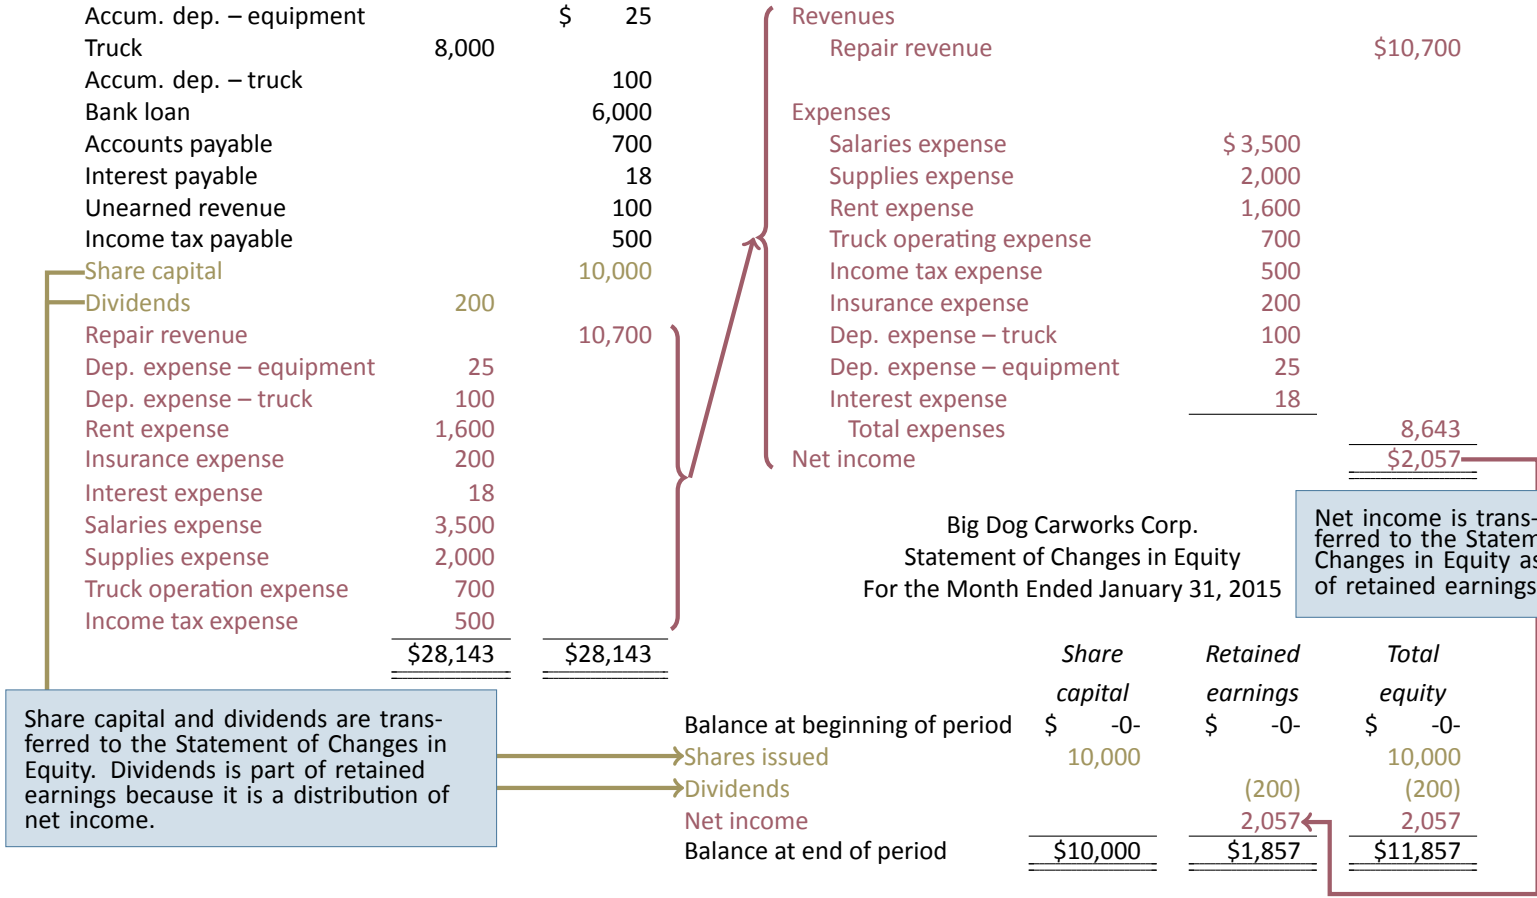 Accum. dep. – equipment $ 25
Truck 8,000
Accum. dep. – truck 100
Bank loan 6,000
Accounts payable 700
Interest payable 18
Unearned revenue 100
Income tax payable 500
Share capital 10,000
Dividends 200
Repair revenue 10,700
Dep. expense – equipment 25
Dep. expense – truck 100
Rent expense 1,600
Insurance expense 200
Interest expense 18
Salaries expense 3,500
Supplies expense 2,000
Truck operation expense 700
Income tax expense 500
$28,143 $28,143
Share capital and dividends are trans-
ferred to the Statement of Changes in
Equity. Dividends is part of retained
earnings because it is a distribution of
net income.
Revenues
Repair revenue $10,700
Expenses
Salaries expense $ 3,500
Supplies expense 2,000
Rent expense 1,600
Truck operating expense 700
Income tax expense 500
Insurance expense 200
Dep. expense – truck 100
Dep. expense – equipment 25
Interest expense 18
Total expenses 8,643
Net income $2,057
Net income is trans-
ferred to the Statem
Changes in Equity as
of retained earnings
Big Dog Carworks Corp.
Statement of Changes in Equity
For the Month Ended January 31, 2015
Share Retained Total
capital earnings equity
Balance at beginning of period $ -0- $ -0- $ -0-
Shares issued 10,000 10,000
Dividends (200) (200)
Net income 2,057 2,057
Balance at end of period $10,000 $1,857 $11,857